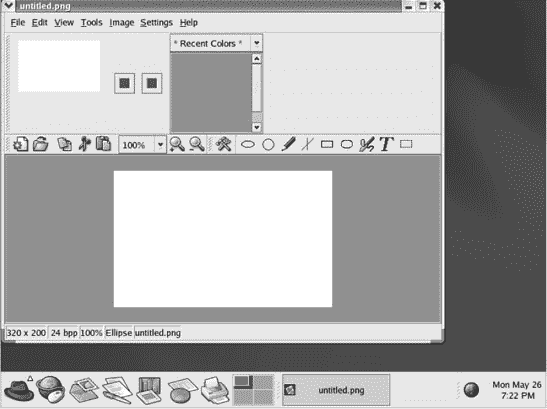 untitled.png
File Edit View Tools Image Settings Help
* Recent Colors *
100%
T
320 x 200 24 bpp 100% Ellipse untitled.png
untitled.png
Mon May 26
7:22 PM